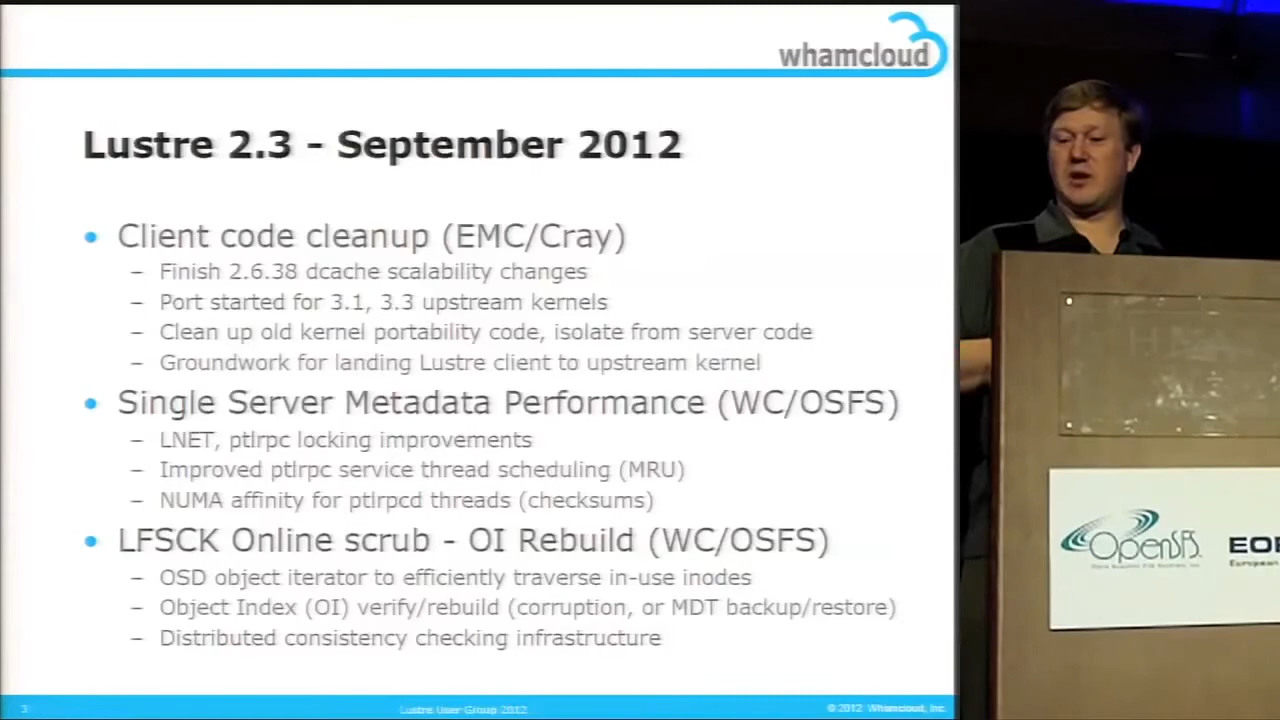 whamcloud
Lustre 2.3 - September 2012
• Client code cleanup (EMC/Cray)
– Finish 2.6.38 dcache scalability changes
– Port started for 3.1, 3.3 upstream kernels
– Clean up old kernel portability code, isolate from server code
– Groundwork for landing Lustre client to upstream kernel
• Single Server Metadata Performance (WC/OSFS)
– LNET, ptlrpc locking improvements
– Improved ptlrpc service thread scheduling (MRU)
– NUMA affinity for ptlrpcd threads (checksums)
• LFSCK Online scrub - OI Rebuild (WC/OSFS)
– OSD object iterator to efficiently traverse in-use inodes
– Object Index (OI) verify/rebuild (corruption, or MDT backup/restore)
– Distributed consistency checking infrastructure
3 Lustre User Group 2012 © 2012 Whamcloud, Inc.
OpenSFS.
European